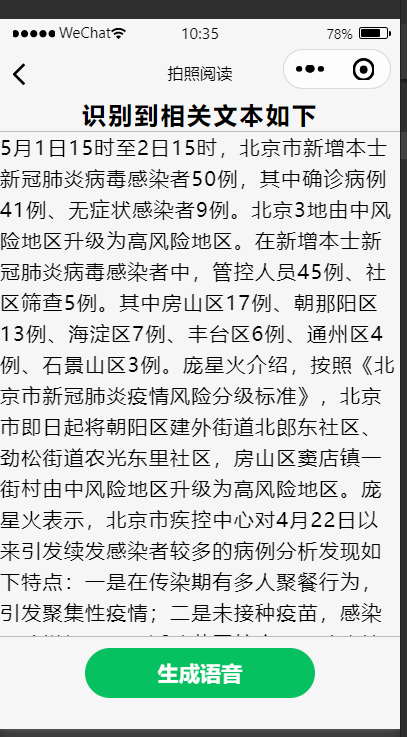 WeChat 10:35 78%
拍照阅读
识别到相关文本如下
5月1日15时至2日15时，北京市新增本土
新冠肺炎病毒感染者50例，其中确诊病例
41例、无症状感染者9例。北京3地由中风
险地区升级为高风险地区。在新增本土新
冠肺炎病毒感染者中，管控人员45例、社
区筛查5例。其中房山区17例、朝那阳区
13例、海淀区7例、丰台区6例、通州区4
例、石景山区3例。庞星火介绍，按照《北
京市新冠肺炎疫情风险分级标准》，北京
市即日起将朝阳区建外街道北郎东社区、
劲松街道农光东里社区，房山区窦店镇一
街村由中风险地区升级为高风险地区。庞
星火表示，北京市疾控中心对4月22日以
来引发续发感染者较多的病例分析发现如
下特点：一是在传染期有多人聚餐行为，
引发聚集性疫情；二是未接种疫苗，感染
生成语音